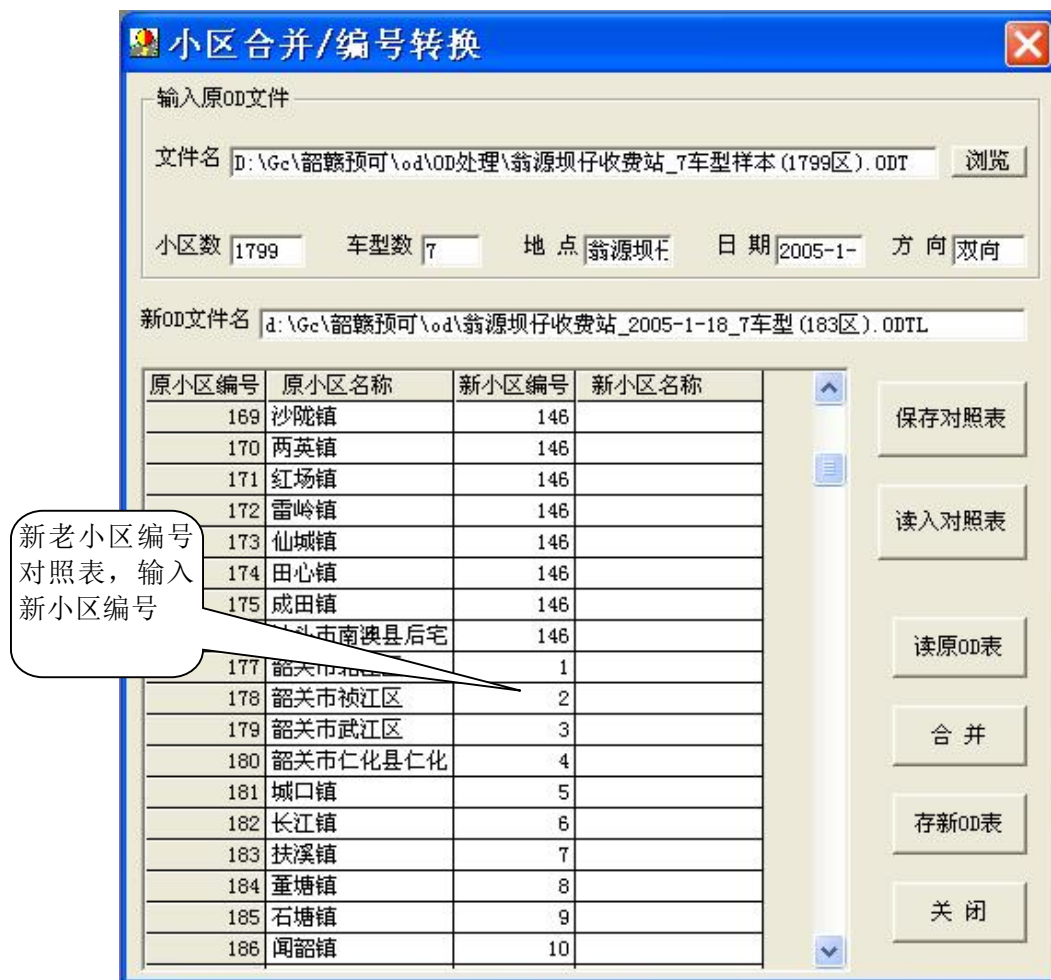 小区合并/编号转换
输入原OD文件
文件名 D:\Gc\韶赣预可\od\OD处理\翁源坝仔收费站_7车型样本(1799区).ODT 浏览
小区数 1799 车型数 7 地 点 翁源坝 日 期 2005-1- 方 向 双向
新OD文件名 d:\Gc\韶赣预可\od\翁源坝仔收费站_2005-1-18_7车型(183区).ODTL
原小区编号 原小区名称 新小区编号 新小区名称
169 沙陇镇 146
170 两英镇 146
171 红场镇 146
172 雷岭镇 146
173 仙城镇 146
174 田心镇 146
175 成田镇 146
市南澳县后宅 146
177 韶关市 1
178 韶关市祯江区 2
179 韶关市武江区 3
180 韶关市仁化县仁化 4
181 城口镇 5
182 长江镇 6
183 扶溪镇 7
184 董塘镇 8
185 石塘镇 9
186 闻韶镇 10
保存对照表
读入对照表
读原OD表
合 并
存新OD表
关 闭
新老小区编号
对照表，输入
新小区编号